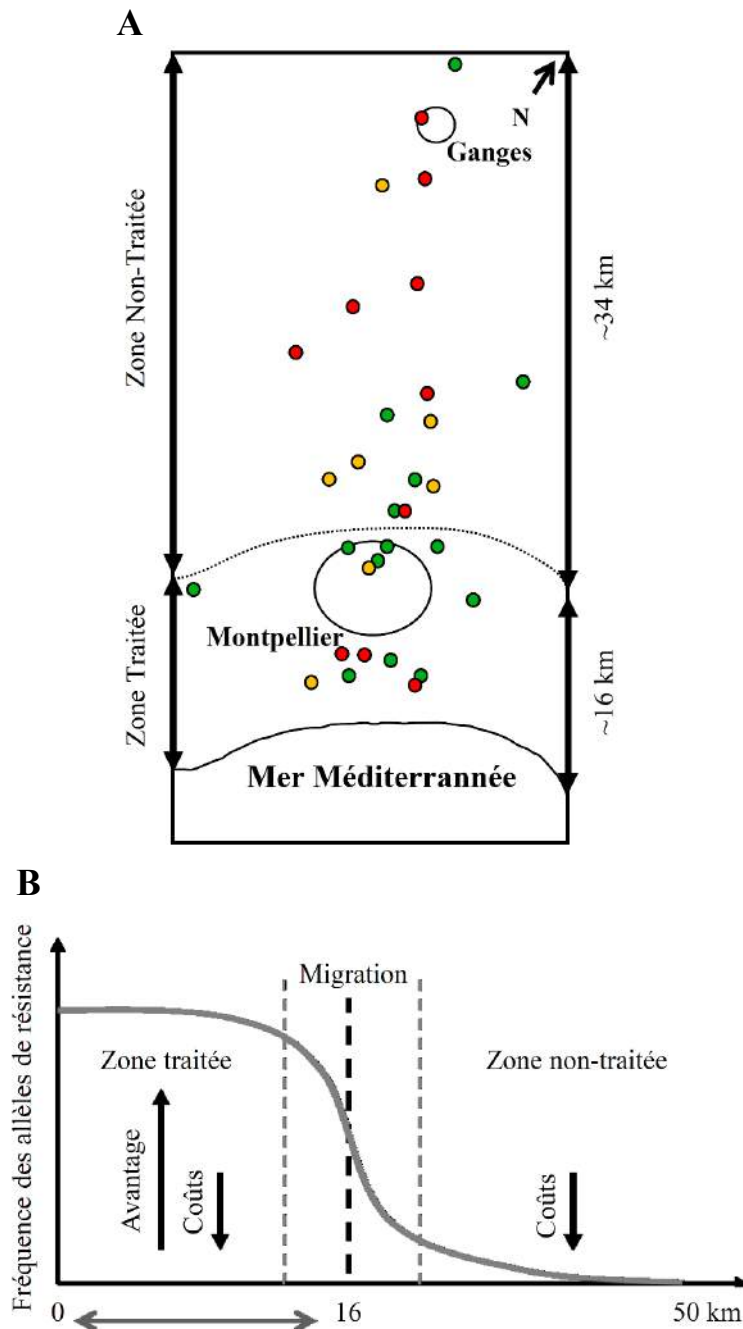 A
N
Ganges
Zone Non-Traitée
~34 km
Montpellier
Zone Traitée
~16 km
Mer Méditerrannée
B
Fréquence des allèles de résistance
Migration
Zone traitée
Zone non-traitée
Avantage
Coûts
Coûts
0
16
50 km